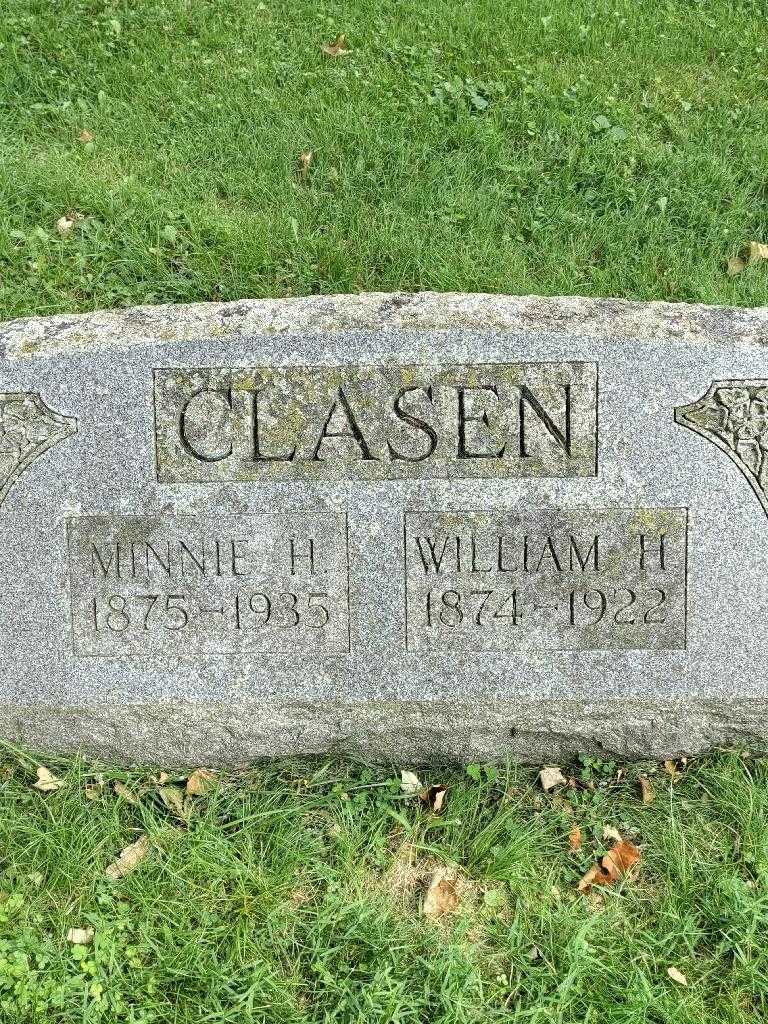 CLASEN
MINNIE H.
1875-1935
WILLIAM H
1874-1922